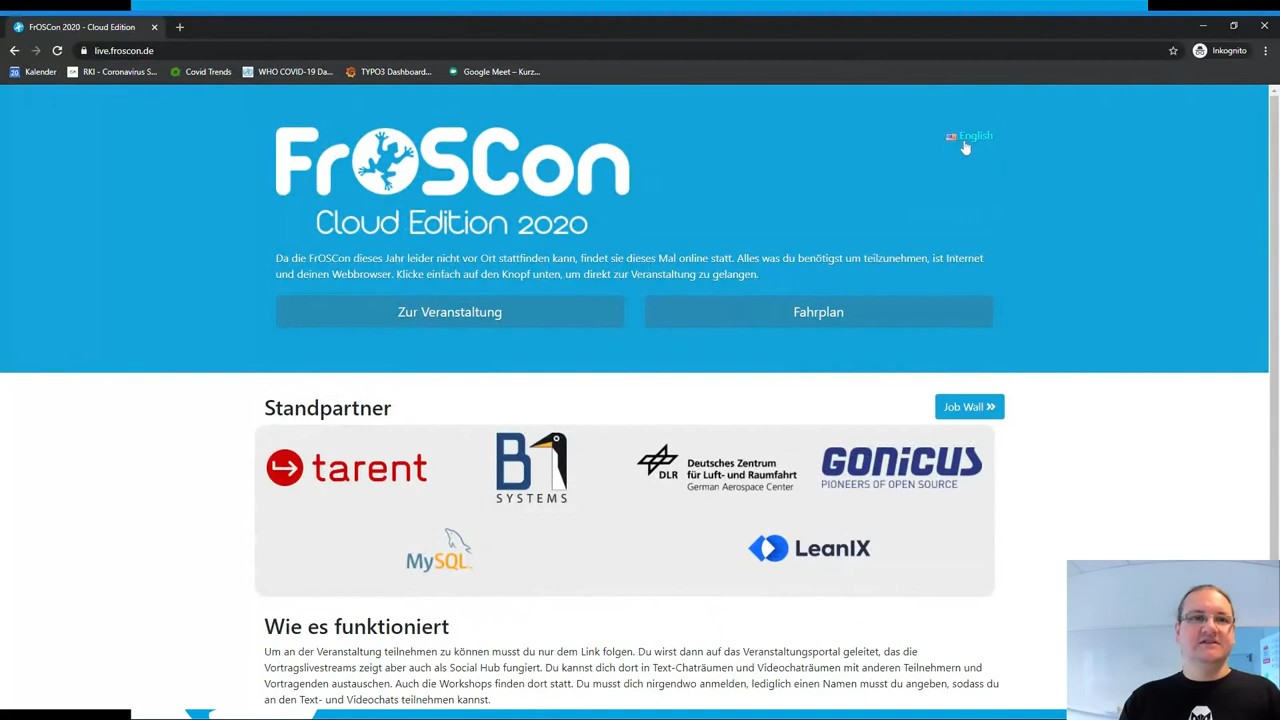 FrOSCon 2020 - Cloud Edition
live.froscon.de
Inkognito
Kalender
RKI - Coronavirus S...
Covid Trends
WHO COVID-19 Da...
TYPO3 Dashboard...
Google Meet – Kurz...
English
FrOSCon
Cloud Edition 2020
Da die FrOSCon dieses Jahr leider nicht vor Ort stattfinden kann, findet sie dieses Mal online statt. Alles was du benötigst um teilzunehmen, ist Internet
und deinen Webbrowser. Klicke einfach auf den Knopf unten, um direkt zur Veranstaltung zu gelangen.
Zur Veranstaltung
Fahrplan
Standpartner
Job Wall
tarent
B1
SYSTEMS
DLR
Deutsches Zentrum
für Luft- und Raumfahrt
German Aerospace Center
GONICUS
PIONEERS OF OPEN SOURCE
MySQL
LeanIX
Wie es funktioniert
Um an der Veranstaltung teilnehmen zu können musst du nur dem Link folgen. Du wirst dann auf das Veranstaltungsportal geleitet, das die
Vortragslivestreams zeigt aber auch als Social Hub fungiert. Du kannst dich dort in Text-Chaträumen und Videochaträumen mit anderen Teilnehmern und
Vortragenden austauschen. Auch die Workshops finden dort statt. Du musst dich nirgendwo anmelden, lediglich einen Namen musst du angeben, sodass du
an den Text- und Videochats teilnehmen kannst.